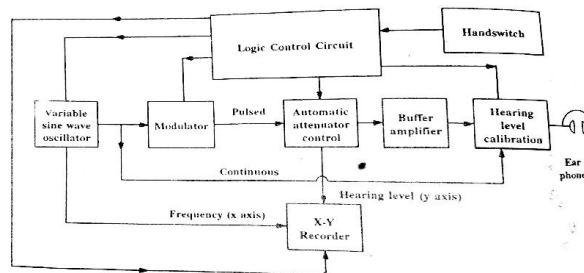 Logic Control Circuit
Handswitch
Variable
sine wave
oscillator
Modulator
Pulsed
Automatic
attenuator
control
Buffer
amplifier
Hearing
level
calibration
Ear
phone
Continuous
Hearing level (y axis)
Frequency (x axis)
X-Y
Recorder